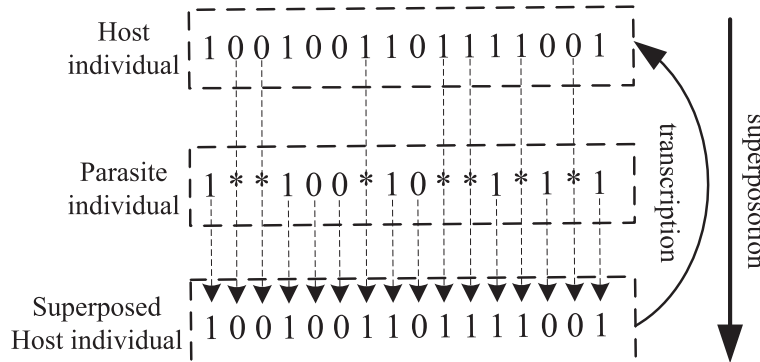 Host
individual
1 0 0 1 0 0 1 1 0 1 1 1 1 0 0 1
Parasite
individual
1 * * 1 0 0 * 1 0 * * 1 * 1 * 1
Superposed
Host individual
1 0 0 1 0 0 1 1 0 1 1 1 1 0 0 1
transcription
superposotion